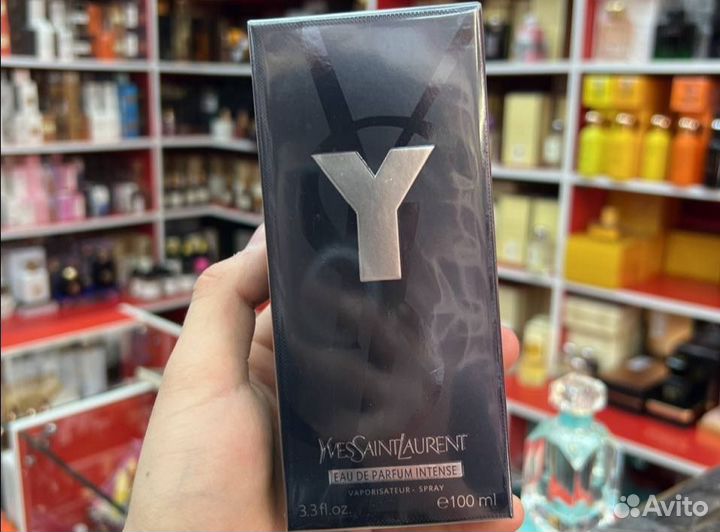 Y
YVESSAINTLAURENT
EAU DE PARFUM INTENSE
VAPORISATEUR - SPRAY
3.3 fl.oz. ℮100 ml
Avito